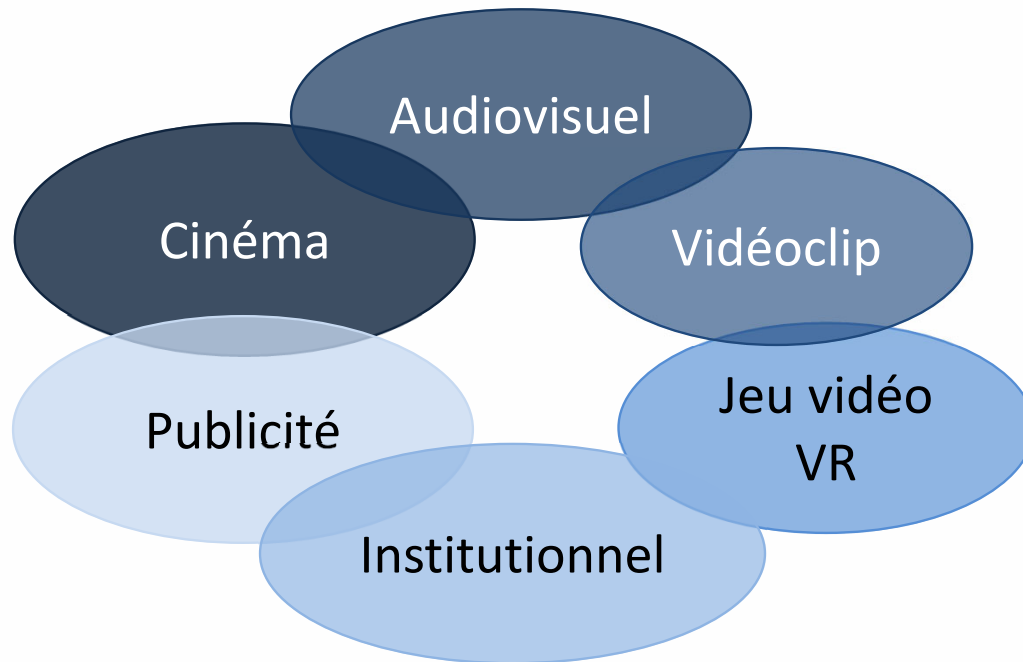 Audiovisuel
Cinéma
Vidéoclip
Jeu vidéo
VR
Publicité
Institutionnel